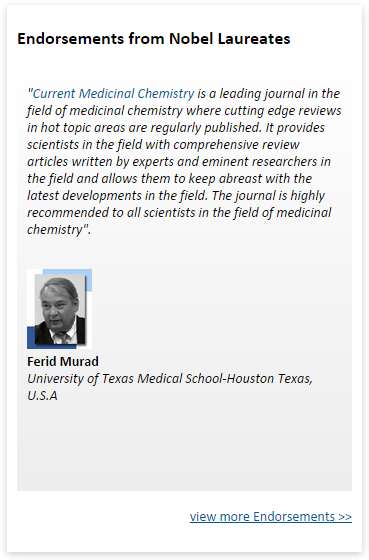 Endorsements from Nobel Laureates
"Current Medicinal Chemistry is a leading journal in the
field of medicinal chemistry where cutting edge reviews
in hot topic areas are regularly published. It provides
scientists in the field with comprehensive review
articles written by experts and eminent researchers in
the field and allows them to keep abreast with the
latest developments in the field. The journal is highly
recommended to all scientists in the field of medicinal
chemistry".
Ferid Murad
University of Texas Medical School-Houston Texas,
U.S.A
view more Endorsements >>